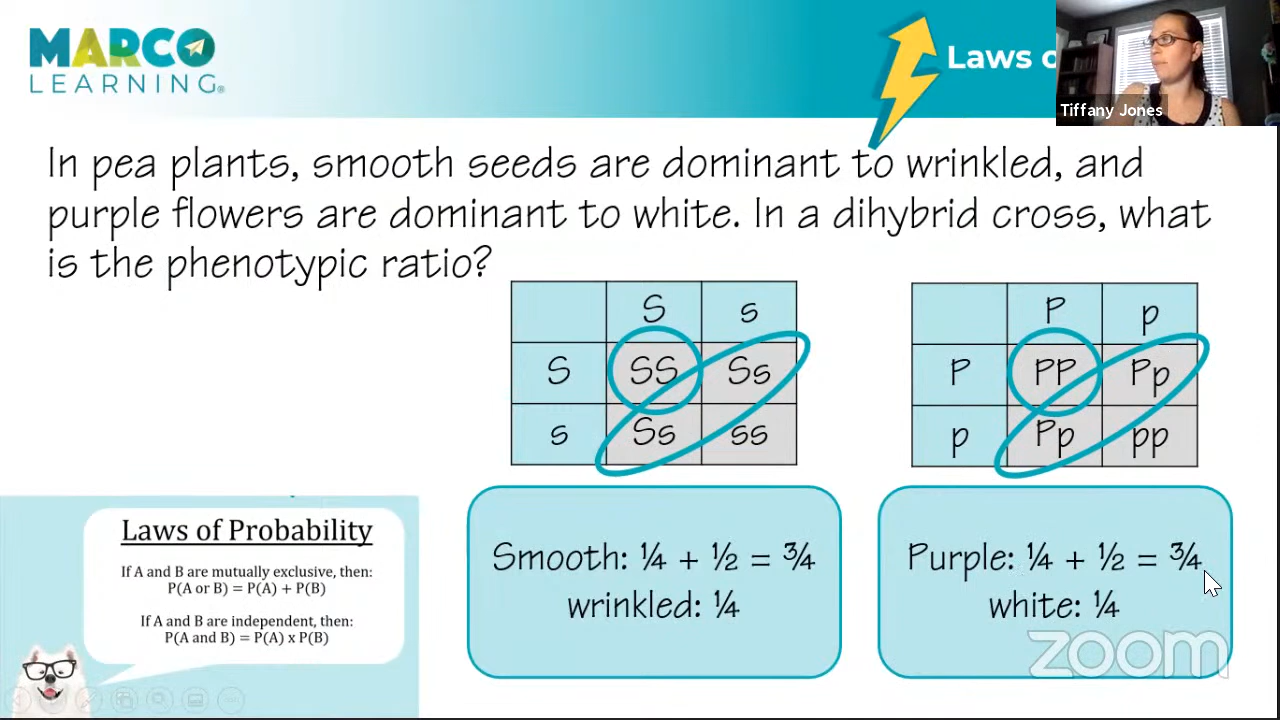 MARCO
LEARNING®
Laws o
Tiffany Jones
In pea plants, smooth seeds are dominant to wrinkled, and
purple flowers are dominant to white. In a dihybrid cross, what
is the phenotypic ratio?
S s
S SS Ss
s Ss ss
P p
P PP Pp
p Pp pp
Laws of Probability
If A and B are mutually exclusive, then:
P(A or B) = P(A) + P(B)
If A and B are independent, then:
P(A and B) = P(A) x P(B)
Smooth: ¼ + ½ = ¾
wrinkled: ¼
Purple: ¼ + ½ = ¾
white: ¼
zoom